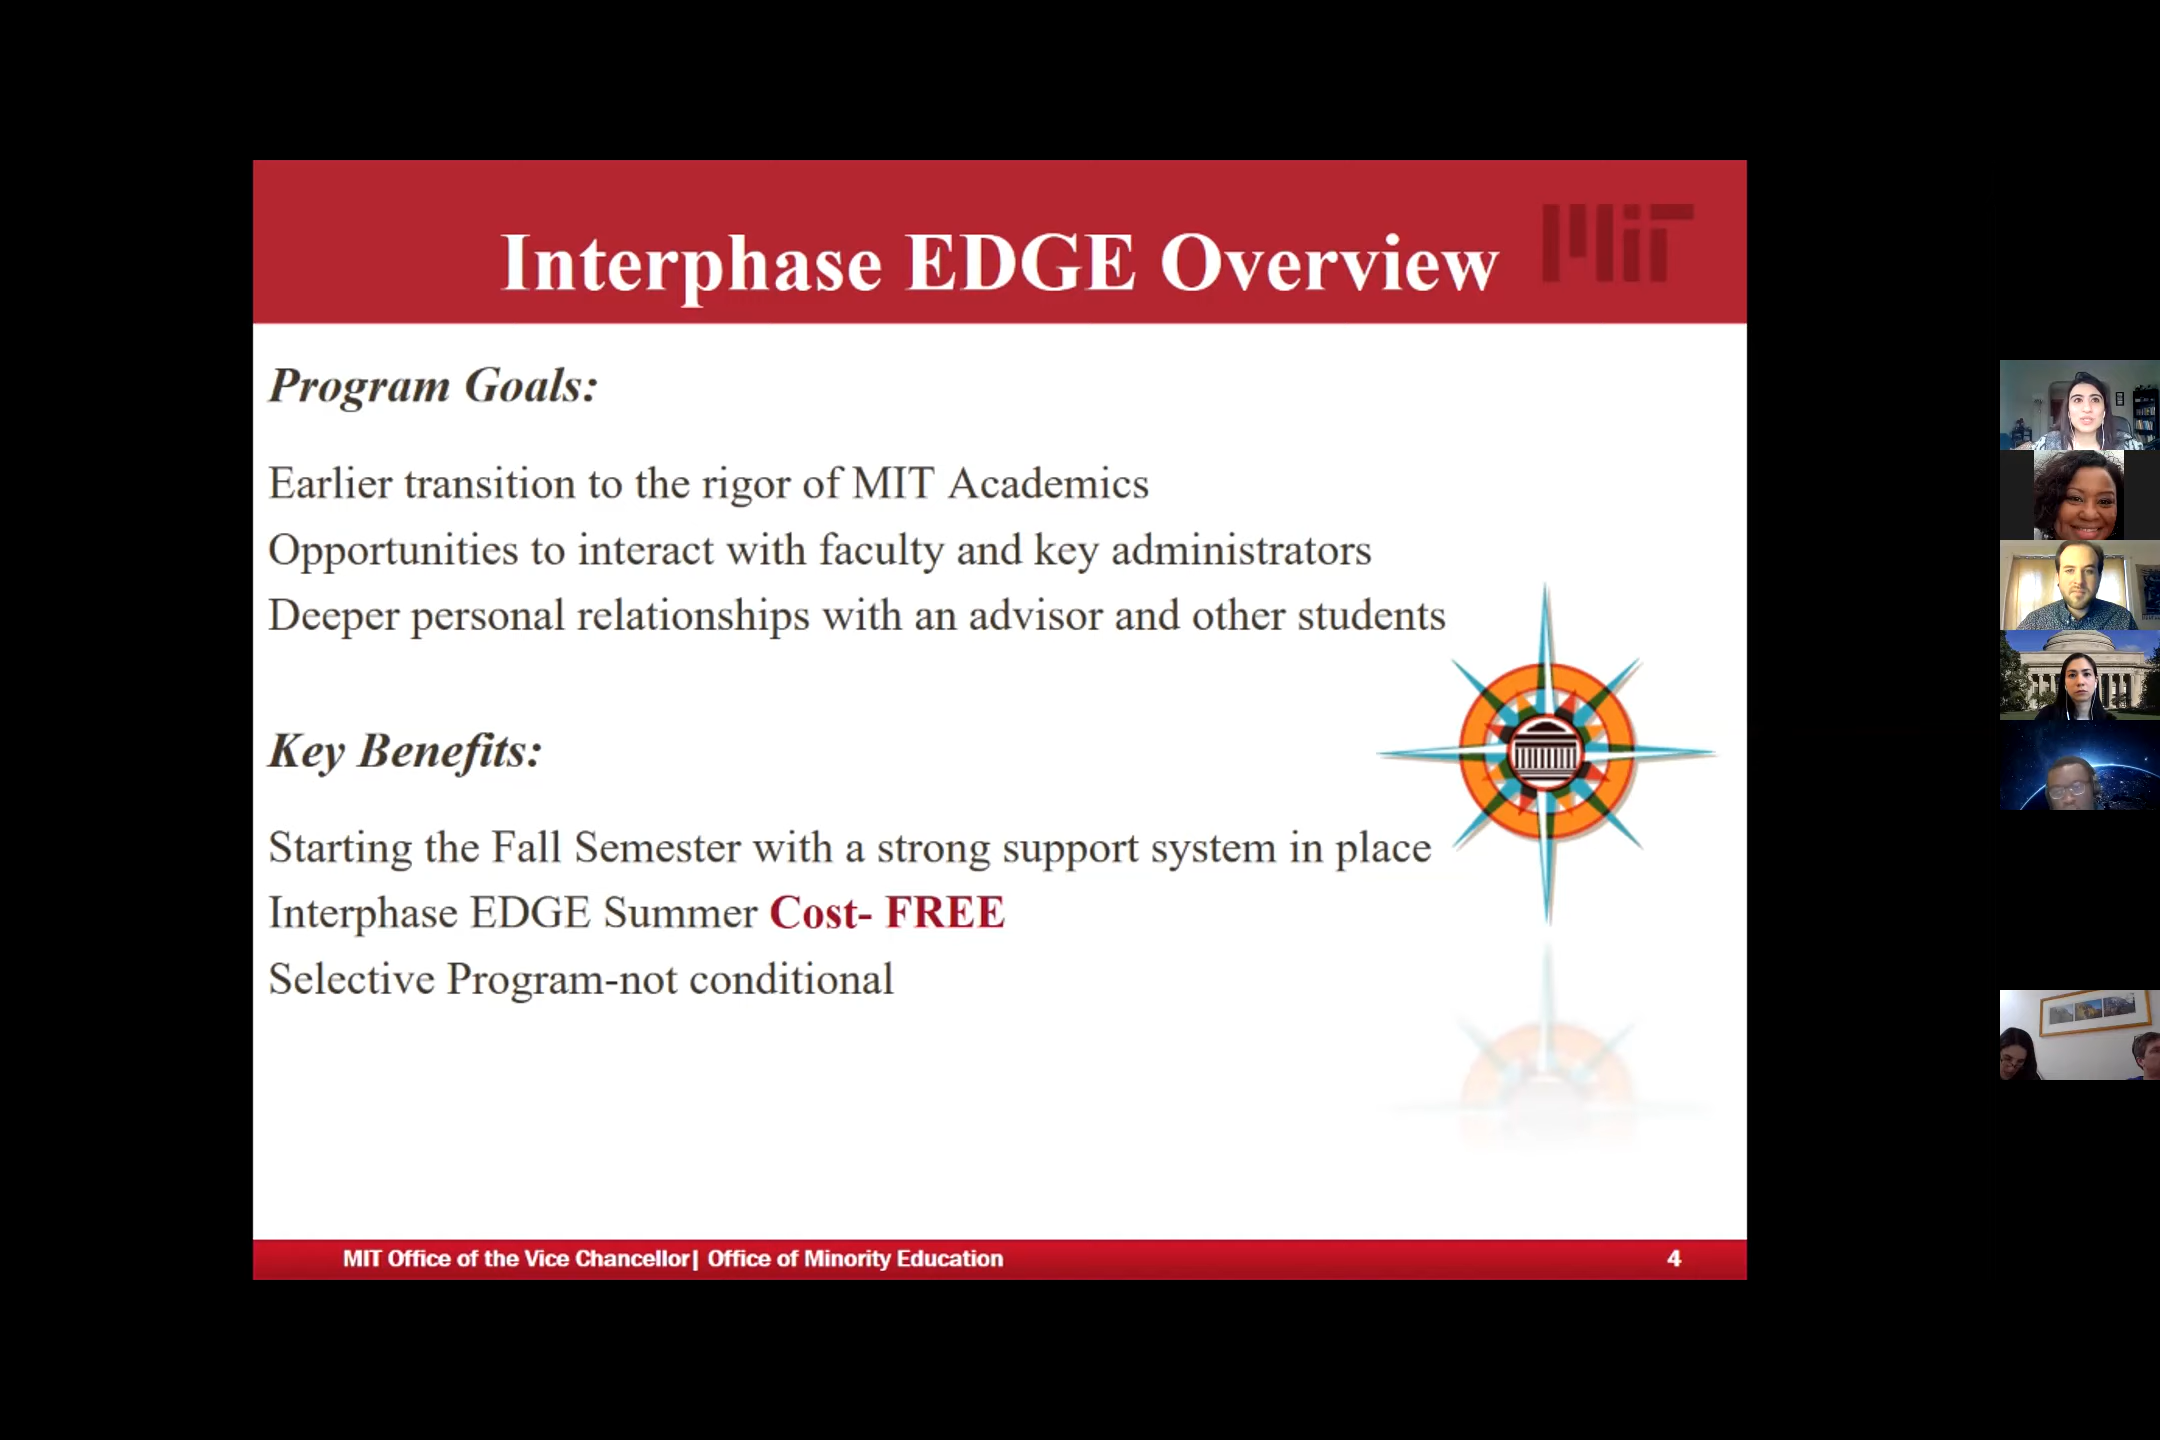 Interphase EDGE Overview
MIT
Program Goals:
Earlier transition to the rigor of MIT Academics
Opportunities to interact with faculty and key administrators
Deeper personal relationships with an advisor and other students
Key Benefits:
Starting the Fall Semester with a strong support system in place
Interphase EDGE Summer Cost- FREE
Selective Program-not conditional
MIT Office of the Vice Chancellor| Office of Minority Education
4